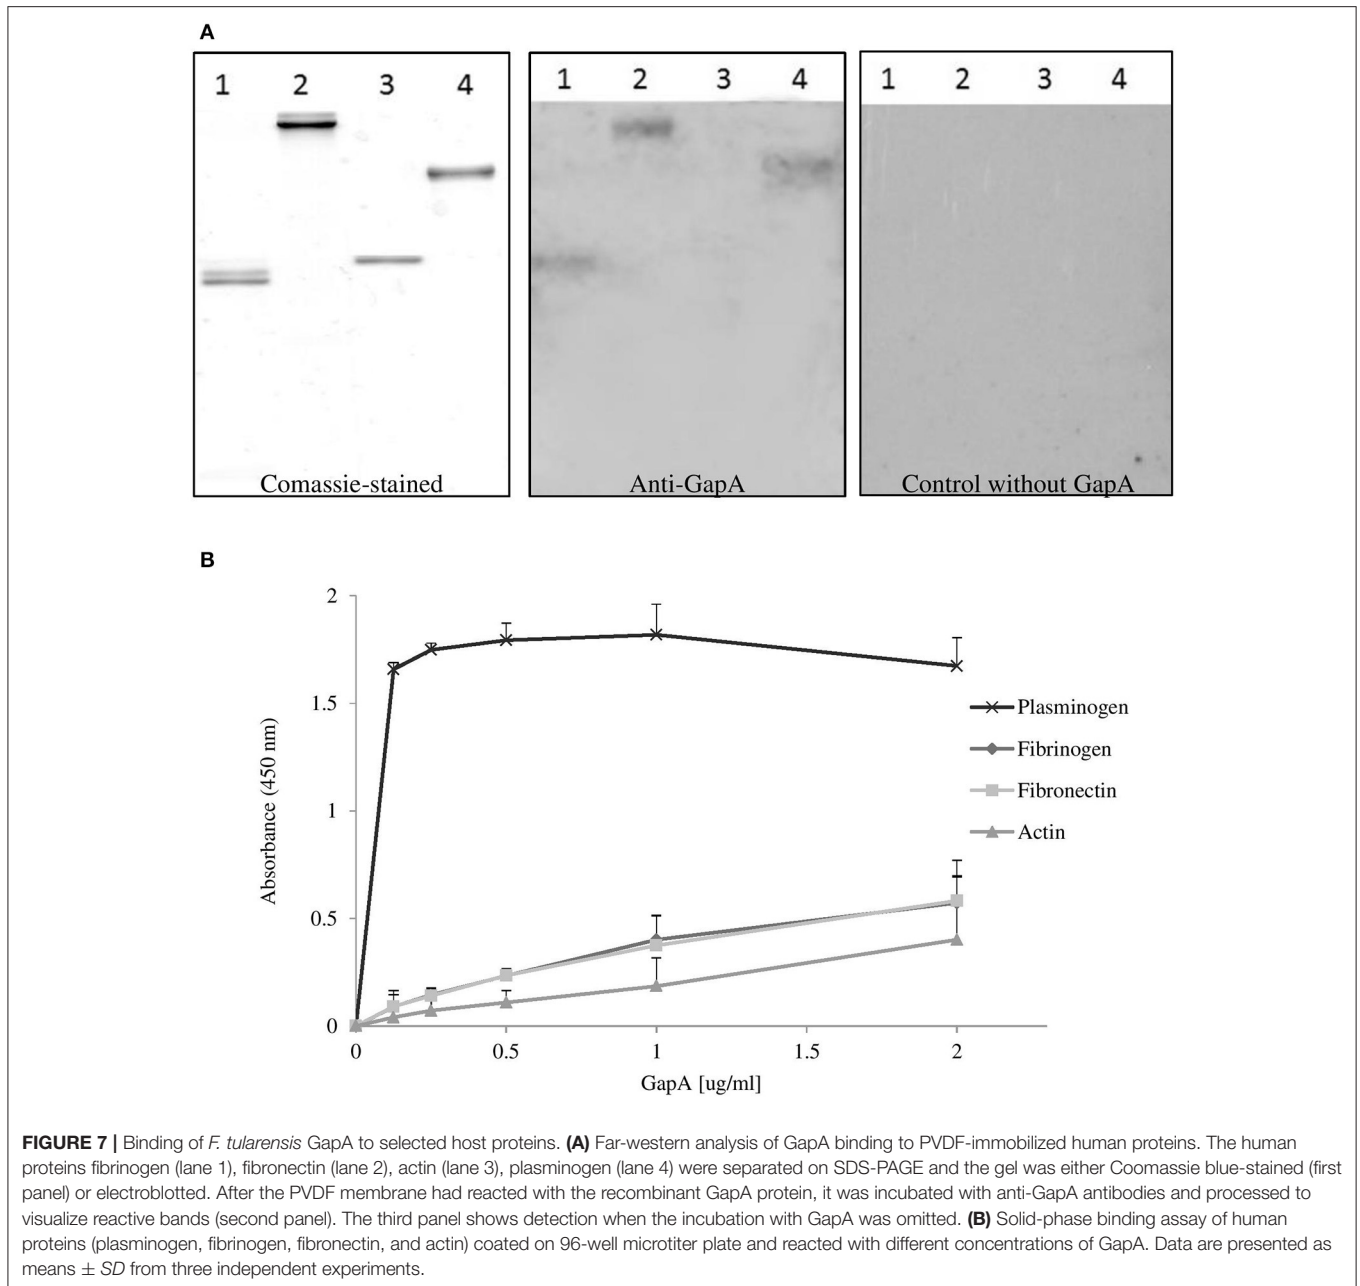 A
1 2 3 4
1 2 3 4
1 2 3 4
Comassie-stained
Anti-GapA
Control without GapA
B
2
1.5
1
0.5
0
Absorbance (450 nm)
0 0.5 1 1.5 2
GapA [ug/ml]
Plasminogen
Fibrinogen
Fibronectin
Actin
FIGURE 7 | Binding of F. tularensis GapA to selected host proteins. (A) Far-western analysis of GapA binding to PVDF-immobilized human proteins. The human
proteins fibrinogen (lane 1), fibronectin (lane 2), actin (lane 3), plasminogen (lane 4) were separated on SDS-PAGE and the gel was either Coomassie blue-stained (first
panel) or electroblotted. After the PVDF membrane had reacted with the recombinant GapA protein, it was incubated with anti-GapA antibodies and processed to
visualize reactive bands (second panel). The third panel shows detection when the incubation with GapA was omitted. (B) Solid-phase binding assay of human
proteins (plasminogen, fibrinogen, fibronectin, and actin) coated on 96-well microtiter plate and reacted with different concentrations of GapA. Data are presented as
means ± SD from three independent experiments.